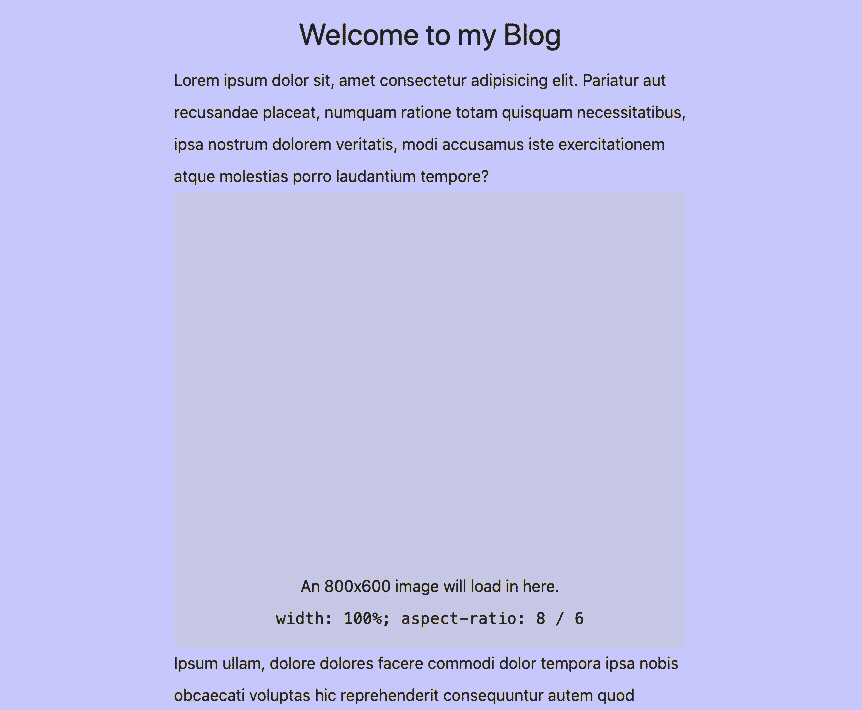 Welcome to my Blog
Lorem ipsum dolor sit, amet consectetur adipisicing elit. Pariatur aut
recusandae placeat, numquam ratione totam quisquam necessitatibus,
ipsa nostrum dolorem veritatis, modi accusamus iste exercitationem
atque molestias porro laudantium tempore?
An 800x600 image will load in here.
width: 100%; aspect-ratio: 8 / 6
Ipsum ullam, dolore dolores facere commodi dolor tempora ipsa nobis
obcaecati voluptas hic reprehenderit consequuntur autem quod